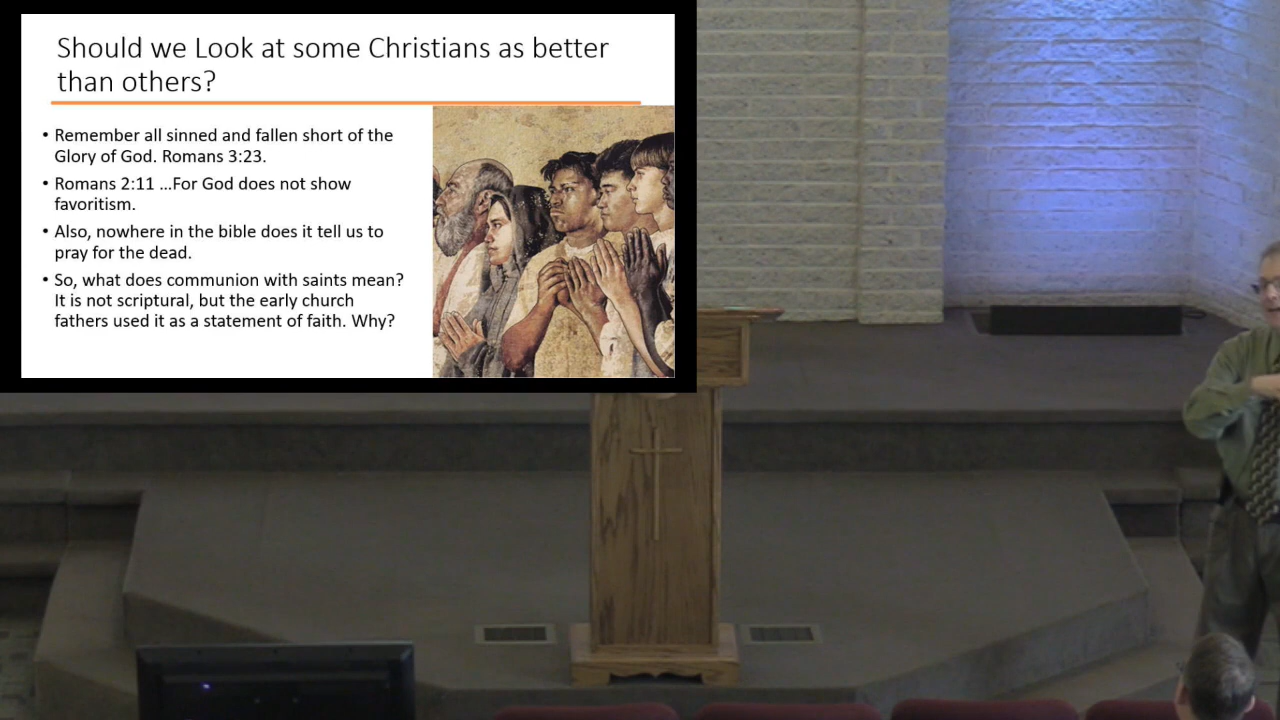 Should we Look at some Christians as better
than others?
• Remember all sinned and fallen short of the
Glory of God. Romans 3:23.
• Romans 2:11 …For God does not show
favoritism.
• Also, nowhere in the bible does it tell us to
pray for the dead.
• So, what does communion with saints mean?
It is not scriptural, but the early church
fathers used it as a statement of faith. Why?